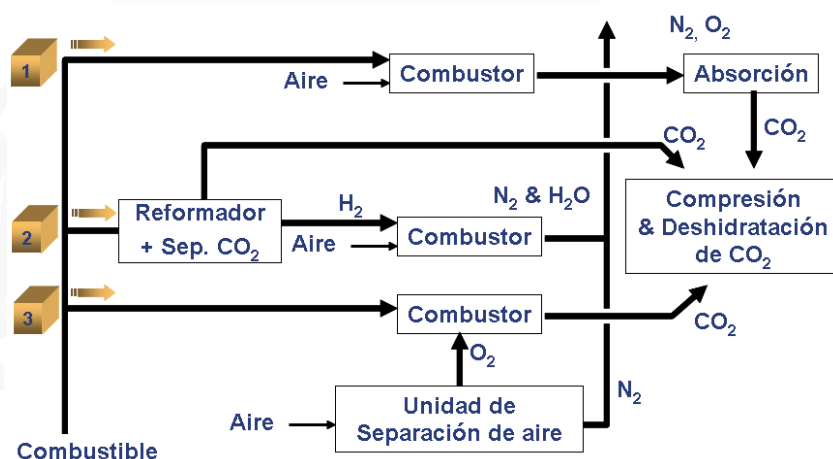 N2, O2
1
Aire
Combustor
Absorción
CO2
CO2
2
Reformador
+ Sep. CO2
H2
Aire
N2 & H2O
Combustor
Compresión
& Deshidratación
de CO2
3
Combustor
CO2
O2
Aire
Unidad de
Separación de aire
N2
Combustible